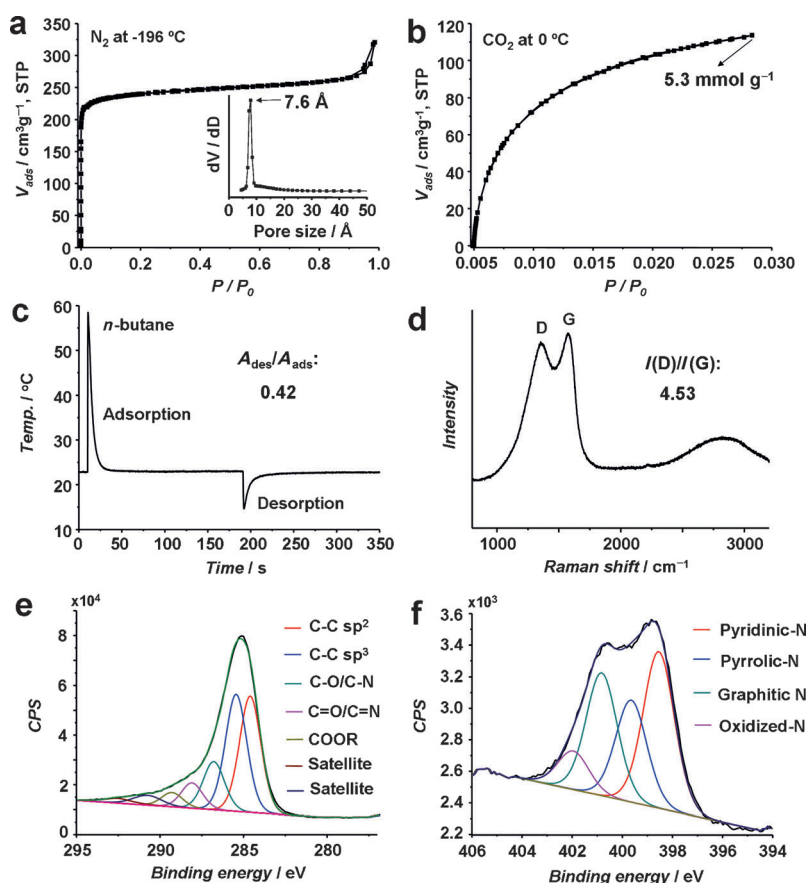 a
N₂ at -196 ºC
V_ads / cm³g⁻¹, STP
350
300
250
200
150
100
50
0
0.0 0.2 0.4 0.6 0.8 1.0
P / P₀
7.6 Å
dV / dD
0 10 20 30 40 50
Pore size / Å
b
CO₂ at 0 ºC
V_ads / cm³g⁻¹, STP
120
100
80
60
40
20
0
5.3 mmol g⁻¹
0.005 0.010 0.015 0.020 0.025 0.030
P / P₀
c
n-butane
Temp. / ºC
60
50
40
30
20
10
A_des/A_ads:
0.42
Adsorption
Desorption
0 50 100 150 200 250 300 350
Time / s
d
D G
I(D)/I(G):
4.53
Intensity
1000 2000 3000
Raman shift / cm⁻¹
e
x10⁴
CPS
8
6
4
2
0
C-C sp²
C-C sp³
C-O/C-N
C=O/C=N
COOR
Satellite
Satellite
295 290 285 280
Binding energy / eV
f
x10³
CPS
3.6
3.4
3.2
3.0
2.8
2.6
2.4
2.2
Pyridinic-N
Pyrrolic-N
Graphitic N
Oxidized-N
406 404 402 400 398 396 394
Binding energy / eV